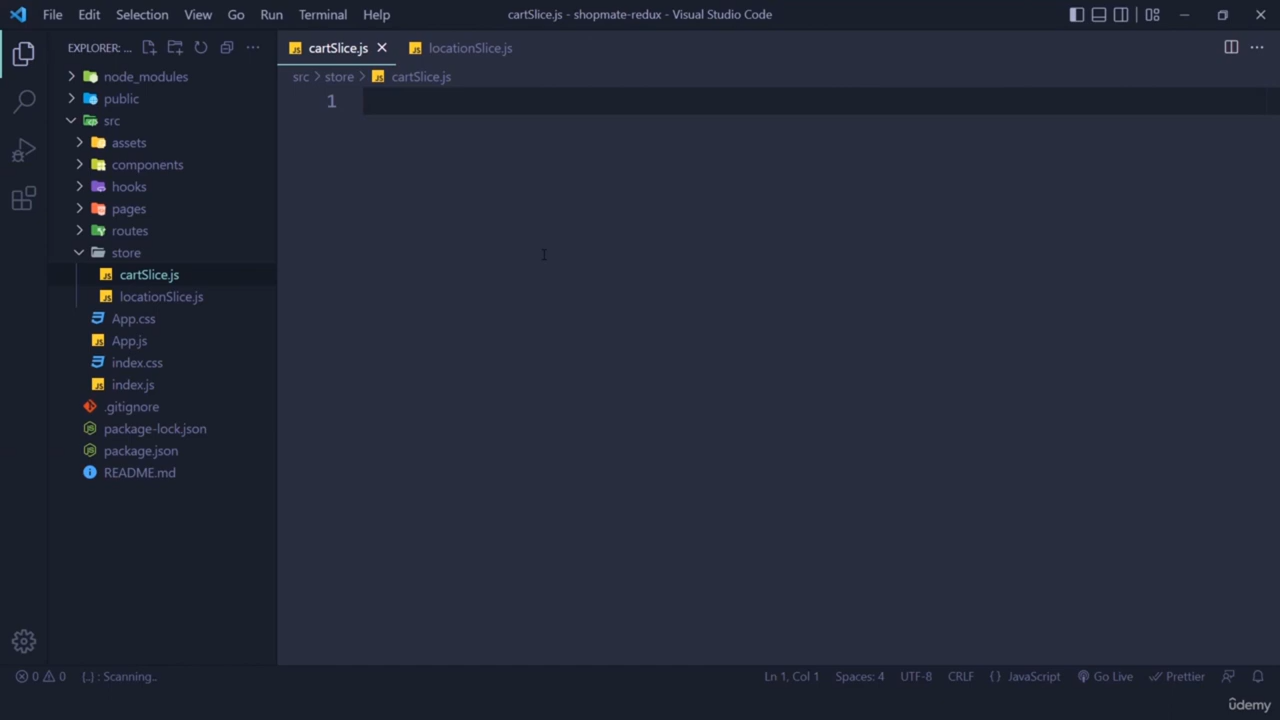 File Edit Selection View Go Run Terminal Help cartSlice.js - shopmate-redux - Visual Studio Code
EXPLORER: ...
node_modules
public
src
assets
components
hooks
pages
routes
store
cartSlice.js
locationSlice.js
App.css
App.js
index.css
index.js
.gitignore
package-lock.json
package.json
README.md
cartSlice.js locationSlice.js
src > store > JS cartSlice.js
1
0 0 {..} : Scanning.. Ln 1, Col 1 Spaces: 4 UTF-8 CRLF {} JavaScript Go Live Prettier
ûdemy